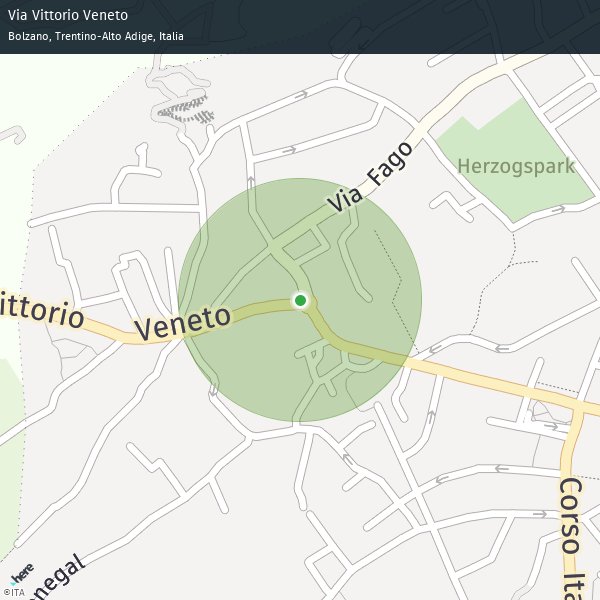 Via Vittorio Veneto
Bolzano, Trentino-Alto Adige, Italia
Via Fago
Herzogspark
ittorio
Veneto
Corso Ita
negal
here
©ITA